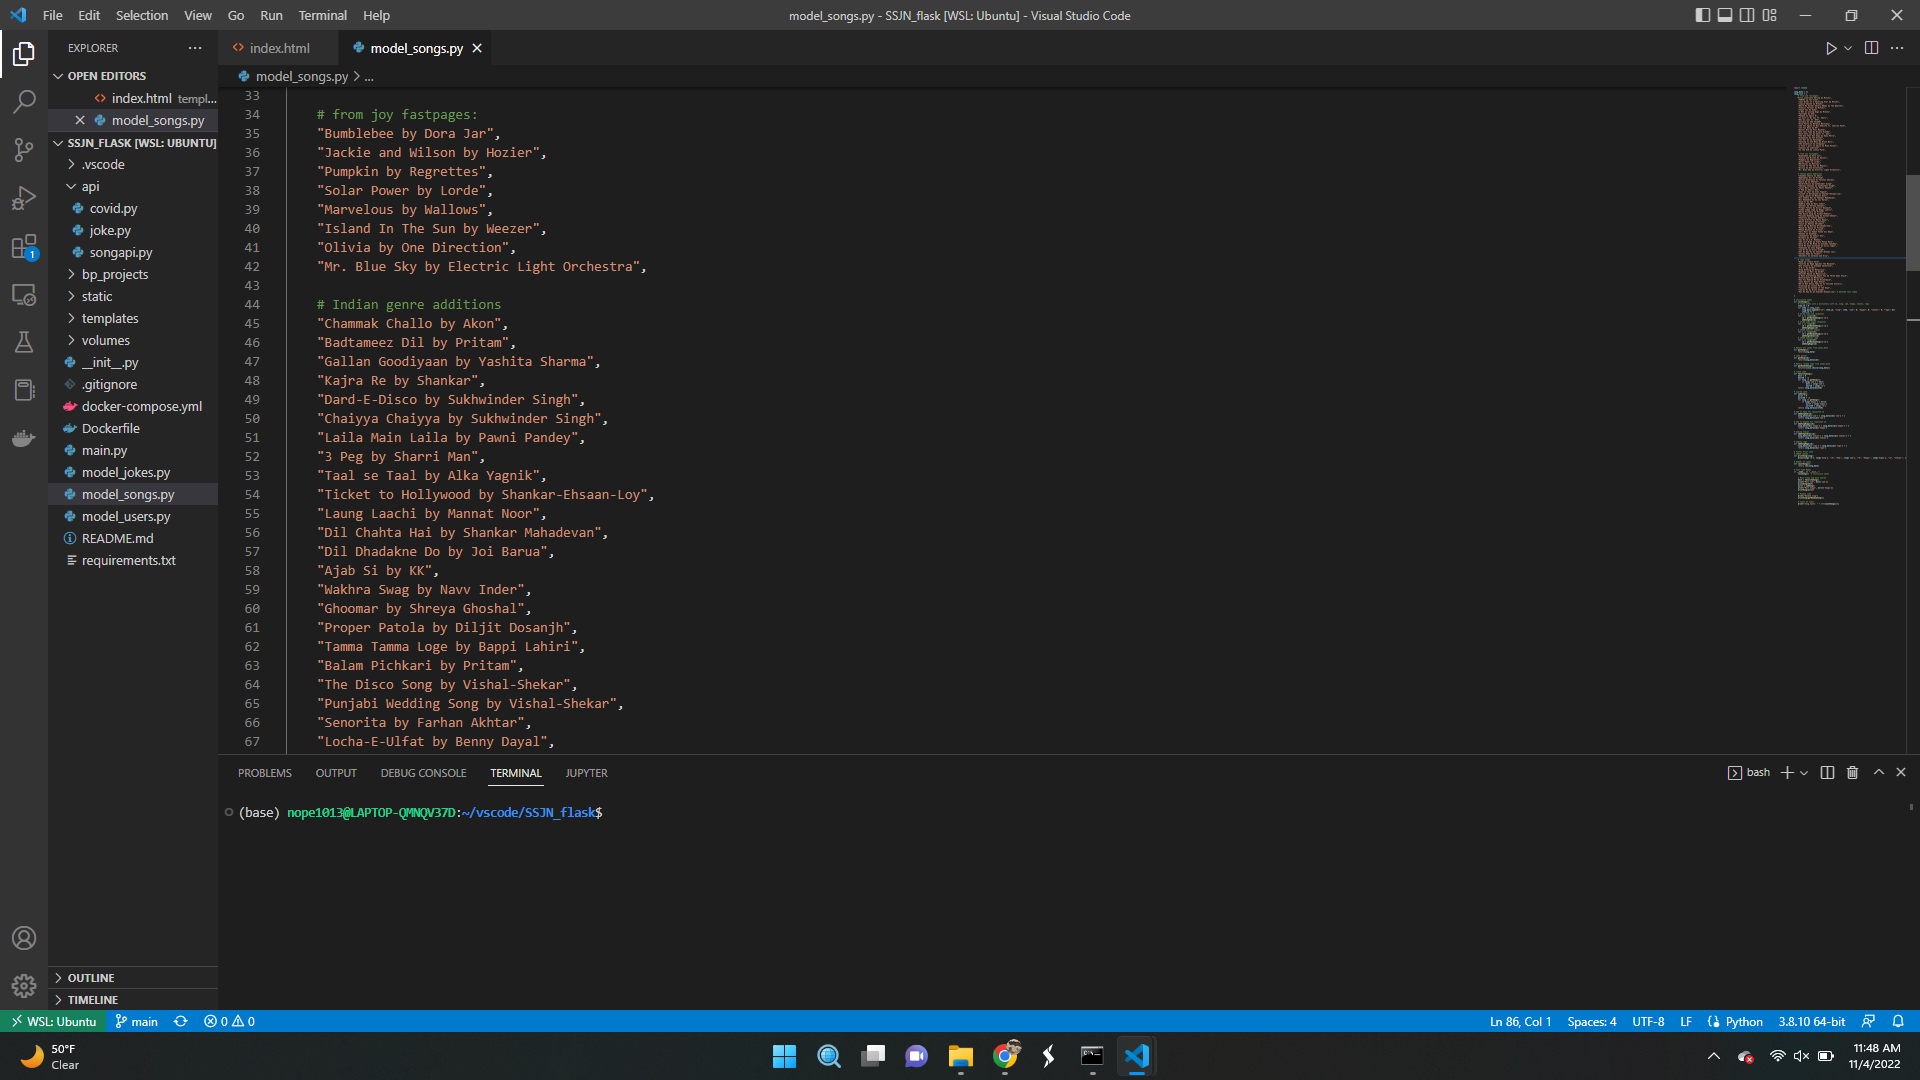 File Edit Selection View Go Run Terminal Help
model_songs.py - SSJN_flask [WSL: Ubuntu] - Visual Studio Code
EXPLORER
OPEN EDITORS
index.html templ...
model_songs.py
SSJN_FLASK [WSL: UBUNTU]
.vscode
api
covid.py
joke.py
songapi.py
bp_projects
static
templates
volumes
__init__.py
.gitignore
docker-compose.yml
Dockerfile
main.py
model_jokes.py
model_songs.py
model_users.py
README.md
requirements.txt
OUTLINE
TIMELINE
1
index.html
model_songs.py
model_songs.py > ...
33
34 # from joy fastpages:
35 "Bumblebee by Dora Jar",
36 "Jackie and Wilson by Hozier",
37 "Pumpkin by Regrettes",
38 "Solar Power by Lorde",
39 "Marvelous by Wallows",
40 "Island In The Sun by Weezer",
41 "Olivia by One Direction",
42 "Mr. Blue Sky by Electric Light Orchestra",
43
44 # Indian genre additions
45 "Chammak Challo by Akon",
46 "Badtameez Dil by Pritam",
47 "Gallan Goodiyaan by Yashita Sharma",
48 "Kajra Re by Shankar",
49 "Dard-E-Disco by Sukhwinder Singh",
50 "Chaiyya Chaiyya by Sukhwinder Singh",
51 "Laila Main Laila by Pawni Pandey",
52 "3 Peg by Sharri Man",
53 "Taal se Taal by Alka Yagnik",
54 "Ticket to Hollywood by Shankar-Ehsaan-Loy",
55 "Laung Laachi by Mannat Noor",
56 "Dil Chahta Hai by Shankar Mahadevan",
57 "Dil Dhadakne Do by Joi Barua",
58 "Ajab Si by KK",
59 "Wakhra Swag by Navv Inder",
60 "Ghoomar by Shreya Ghoshal",
61 "Proper Patola by Diljit Dosanjh",
62 "Tamma Tamma Loge by Bappi Lahiri",
63 "Balam Pichkari by Pritam",
64 "The Disco Song by Vishal-Shekar",
65 "Punjabi Wedding Song by Vishal-Shekar",
66 "Senorita by Farhan Akhtar",
67 "Locha-E-Ulfat by Benny Dayal",
PROBLEMS OUTPUT DEBUG CONSOLE TERMINAL JUPYTER
bash
(base) nope1013@LAPTOP-QMNQV37D:~/vscode/SSJN_flask$
WSL: Ubuntu main 0 0
Ln 86, Col 1 Spaces: 4 UTF-8 LF Python 3.8.10 64-bit
50°F
Clear
11:48 AM
11/4/2022